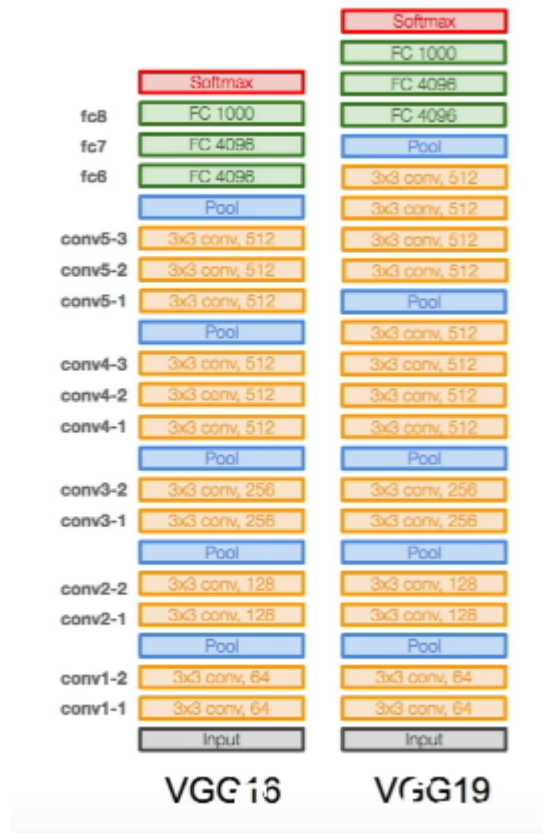 Softmax
FC 1000
Softmax
FC 4096
fc8
FC 1000
FC 4096
fc7
FC 4096
Pool
fc6
FC 4096
3x3 conv, 512
Pool
3x3 conv, 512
conv5-3
3x3 conv, 512
3x3 conv, 512
conv5-2
3x3 conv, 512
3x3 conv, 512
conv5-1
3x3 conv, 512
Pool
Pool
3x3 conv, 512
conv4-3
3x3 conv, 512
3x3 conv, 512
conv4-2
3x3 conv, 512
3x3 conv, 512
conv4-1
3x3 conv, 512
3x3 conv, 512
Pool
Pool
conv3-2
3x3 conv, 256
3x3 conv, 256
conv3-1
3x3 conv, 256
3x3 conv, 256
Pool
Pool
conv2-2
3x3 conv, 128
3x3 conv, 128
conv2-1
3x3 conv, 128
3x3 conv, 128
Pool
Pool
conv1-2
3x3 conv, 64
3x3 conv, 64
conv1-1
3x3 conv, 64
3x3 conv, 64
Input
Input
VGG16
VGG19